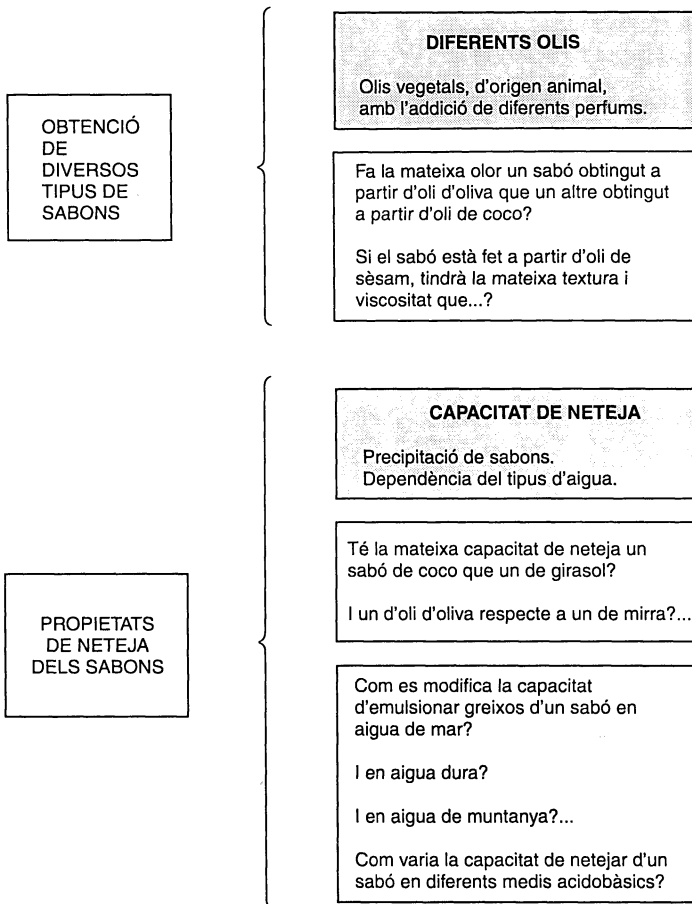 OBTENCIÓ
DE
DIVERSOS
TIPUS DE
SABONS
DIFERENTS OLIS
Olis vegetals, d'origen animal,
amb l'addició de diferents perfums.
Fa la mateixa olor un sabó obtingut a
partir d'oli d'oliva que un altre obtingut
a partir d'oli de coco?
Si el sabó està fet a partir d'oli de
sèsam, tindrà la mateixa textura i
viscositat que...?
PROPIETATS
DE NETEJA
DELS SABONS
CAPACITAT DE NETEJA
Precipitació de sabons.
Dependència del tipus d'aigua.
Té la mateixa capacitat de neteja un
sabó de coco que un de girasol?
I un d'oli d'oliva respecte a un de mirra?...
Com es modifica la capacitat
d'emulsionar greixos d'un sabó en
aigua de mar?
I en aigua dura?
I en aigua de muntanya?...
Com varia la capacitat de netejar d'un
sabó en diferents medis acidobàsics?